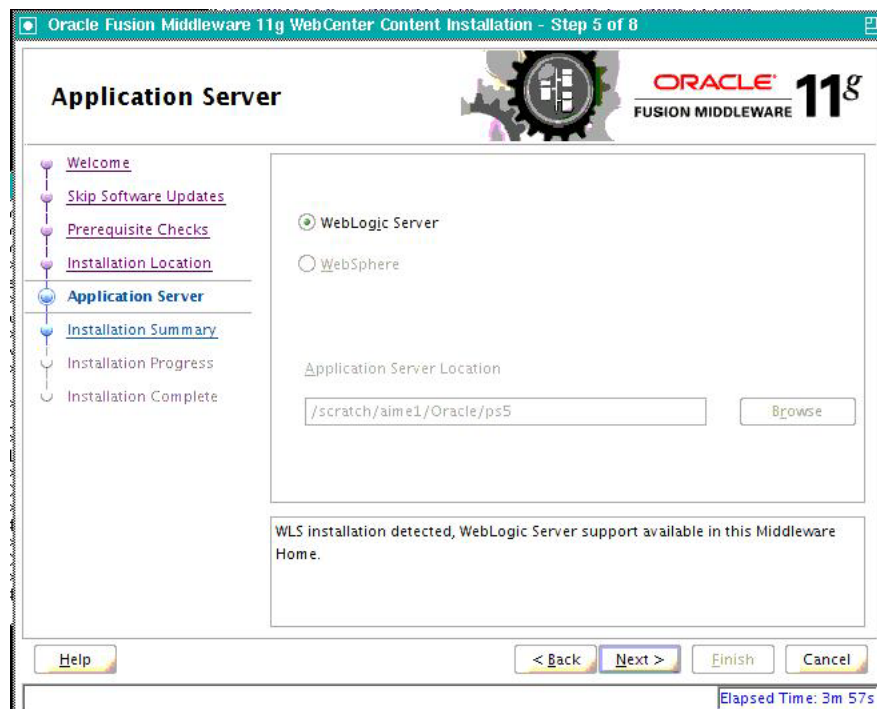 Oracle Fusion Middleware 11g WebCenter Content Installation - Step 5 of 8
Application Server
ORACLE
FUSION MIDDLEWARE
11g
Welcome
Skip Software Updates
Prerequisite Checks
Installation Location
Application Server
Installation Summary
Installation Progress
Installation Complete
WebLogic Server
WebSphere
Application Server Location
/scratch/aime1/Oracle/ps5
Browse
WLS installation detected, WebLogic Server support available in this Middleware
Home.
Help
< Back
Next >
Finish
Cancel
Elapsed Time: 3m 57s